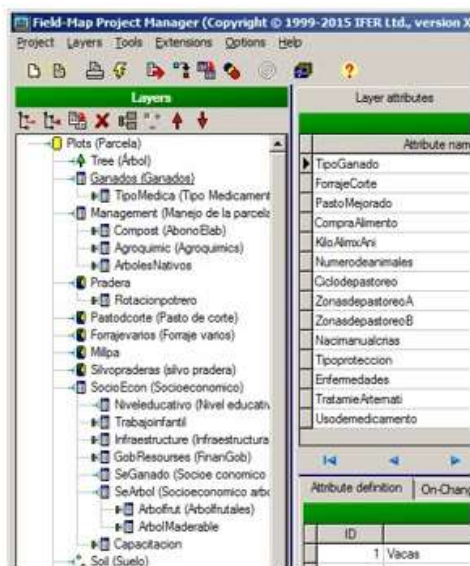 Field-Map Project Manager (Copyright © 1999-2015 IFER Ltd., version X
Project Layers Tools Extensions Options Help
Layers
Plots (Parcela)
Tree (Árbol)
Ganados (Ganados)
TipoMedica (Tipo Medicament
Management (Manejo de la parcela
Compost (AbonoElab)
Agroquimic (Agroquimics)
ArbolesNativos
Pradera
Rotacionpotrero
Pastodcorte (Pasto de corte)
Forrajevarios (Forraje varios)
Milpa
Silvopraderas (silvo pradera)
SocioEcon (Socioeconomico)
Niveleducativo (Nivel educativ
Trabajoinfantil
Infraestructure (Infraestructura
GobResourses (FinanGob)
SeGanado (Socioe conomico
SeArbol (Socioeconomico arbo
Arbolfrut (Arbolfrutales)
ArbolMaderable
Capacitacion
Soil (Suelo)
Layer attributes
Attribute name
TipoGanado
ForrajeCorte
PastoMejorado
CompraAlimento
KiloAlimxAni
Numerodeanimales
Ciclodepastoreo
ZonasdepastoreoA
ZonasdepastoreoB
Nacimanualcrias
Tipoproteccion
Enfermedades
TratamieAlternati
Usodemedicamento
Attribute definition On-Chang
ID
1 Vacas